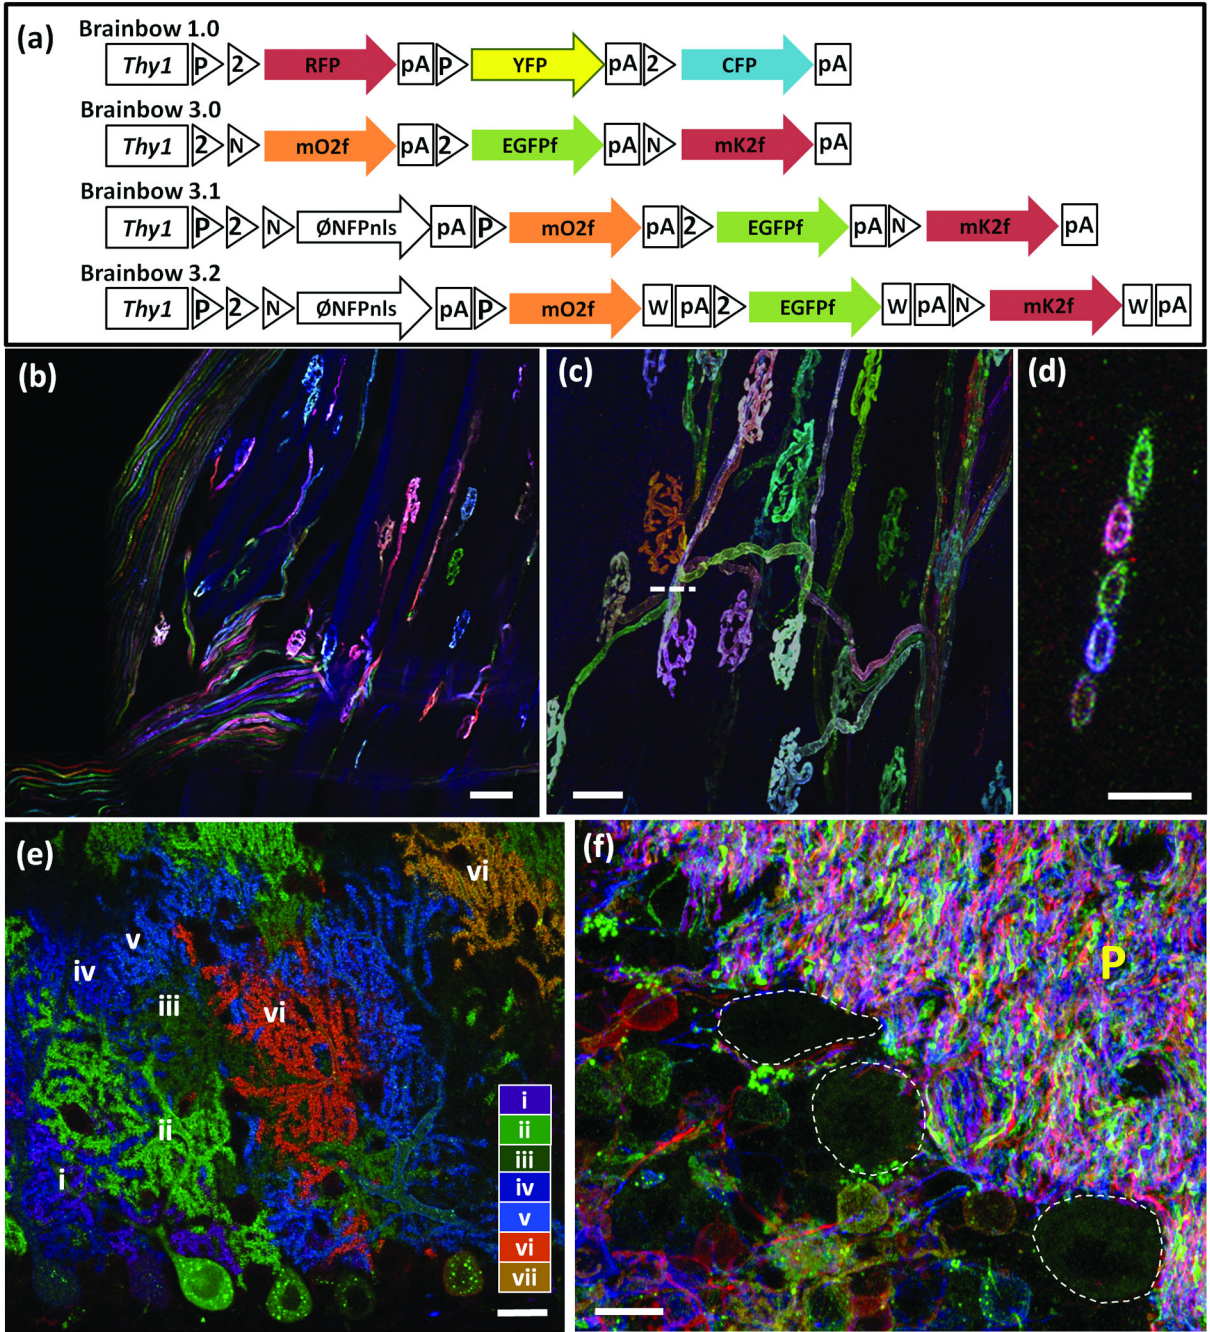 (a)
Brainbow 1.0
Thy1 P 2 RFP pA P YFP pA 2 CFP pA
Brainbow 3.0
Thy1 2 N mO2f pA 2 EGFPf pA N mK2f pA
Brainbow 3.1
Thy1 P 2 N ØNFPnls pA P mO2f pA 2 EGFPf pA N mK2f pA
Brainbow 3.2
Thy1 P 2 N ØNFPnls pA P mO2f W pA 2 EGFPf W pA N mK2f W pA
(b)
(c)
(d)
(e)
vi
v
iv
iii
vi
ii
i
i
ii
iii
iv
v
vi
vii
(f)
P